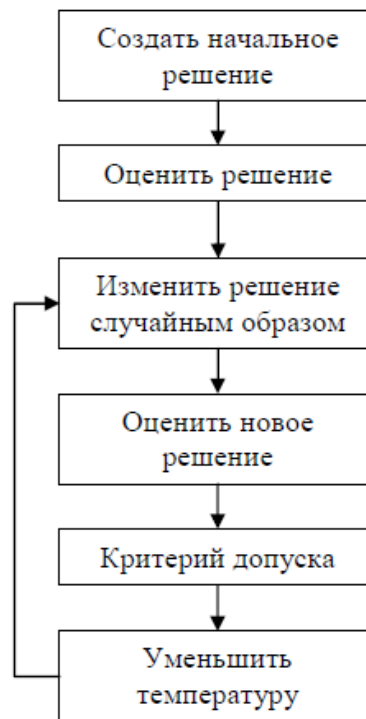 Создать начальное
решение
Оценить решение
Изменить решение
случайным образом
Оценить новое
решение
Критерий допуска
Уменьшить
температуру